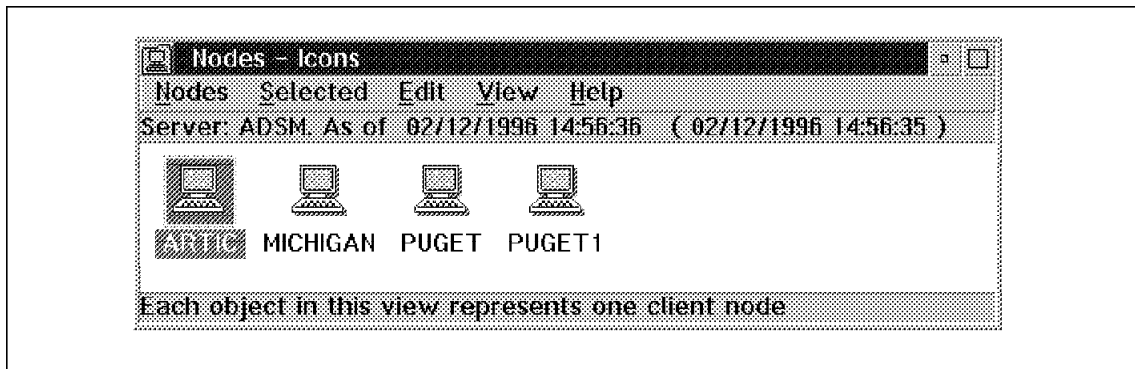 Nodes - Icons
Nodes Selected Edit View Help
Server: ADSM. As of 02/12/1996 14:56:36 ( 02/12/1996 14:56:35 )
ARTIC MICHIGAN PUGET PUGET1
Each object in this view represents one client node